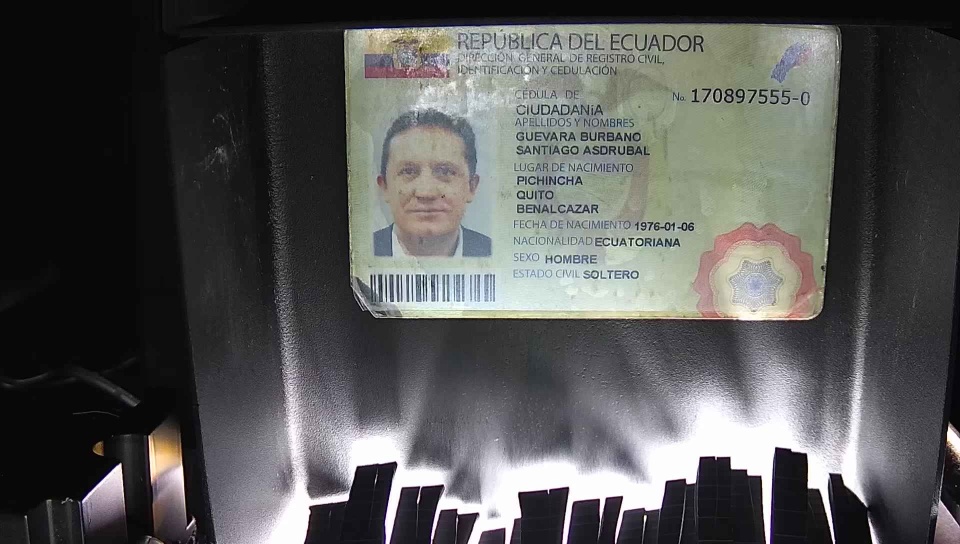 REPÚBLICA DEL ECUADOR
DIRECCIÓN GENERAL DE REGISTRO CIVIL,
IDENTIFICACIÓN Y CEDULACIÓN
CÉDULA DE
CIUDADANÍA
No. 170897555-0
APELLIDOS Y NOMBRES
GUEVARA BURBANO
SANTIAGO ASDRUBAL
LUGAR DE NACIMIENTO
PICHINCHA
QUITO
BENALCAZAR
FECHA DE NACIMIENTO 1976-01-06
NACIONALIDAD ECUATORIANA
SEXO HOMBRE
ESTADO CIVIL SOLTERO